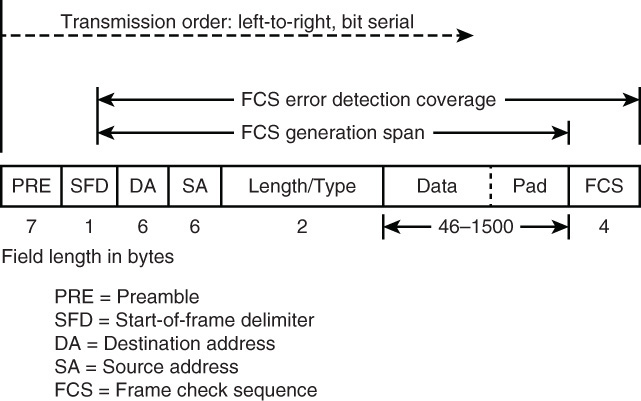 Transmission order: left-to-right, bit serial
FCS error detection coverage
FCS generation span
PRE SFD DA SA Length/Type Data Pad FCS
7 1 6 6 2 46–1500 4
Field length in bytes
PRE = Preamble
SFD = Start-of-frame delimiter
DA = Destination address
SA = Source address
FCS = Frame check sequence